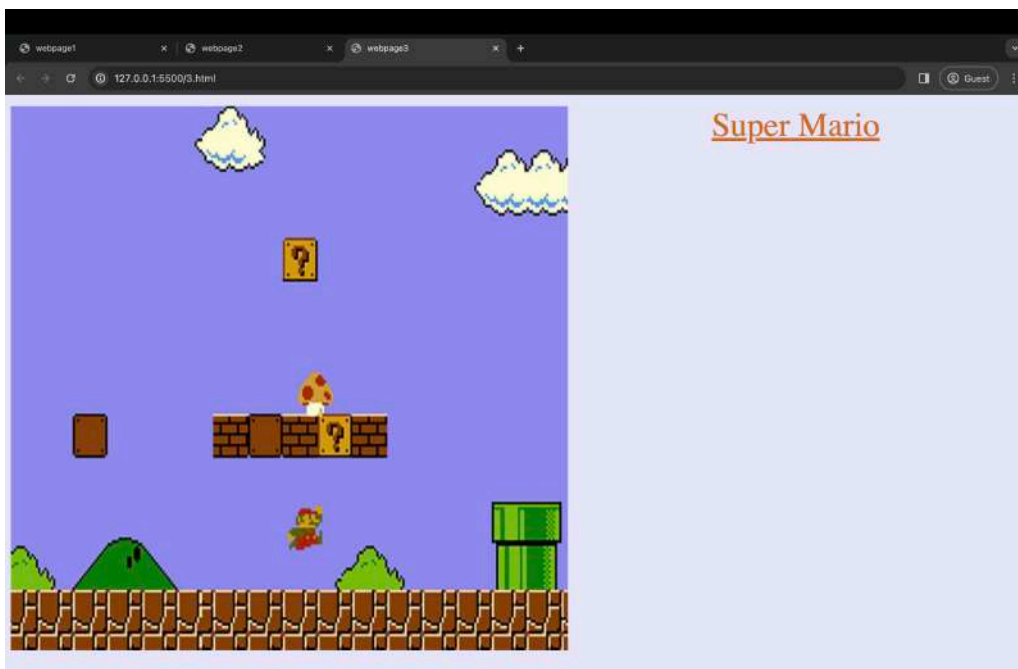 webpage1
webpage2
webpage3
127.0.0.1:5500/3.html
Guest
Super Mario
?
?